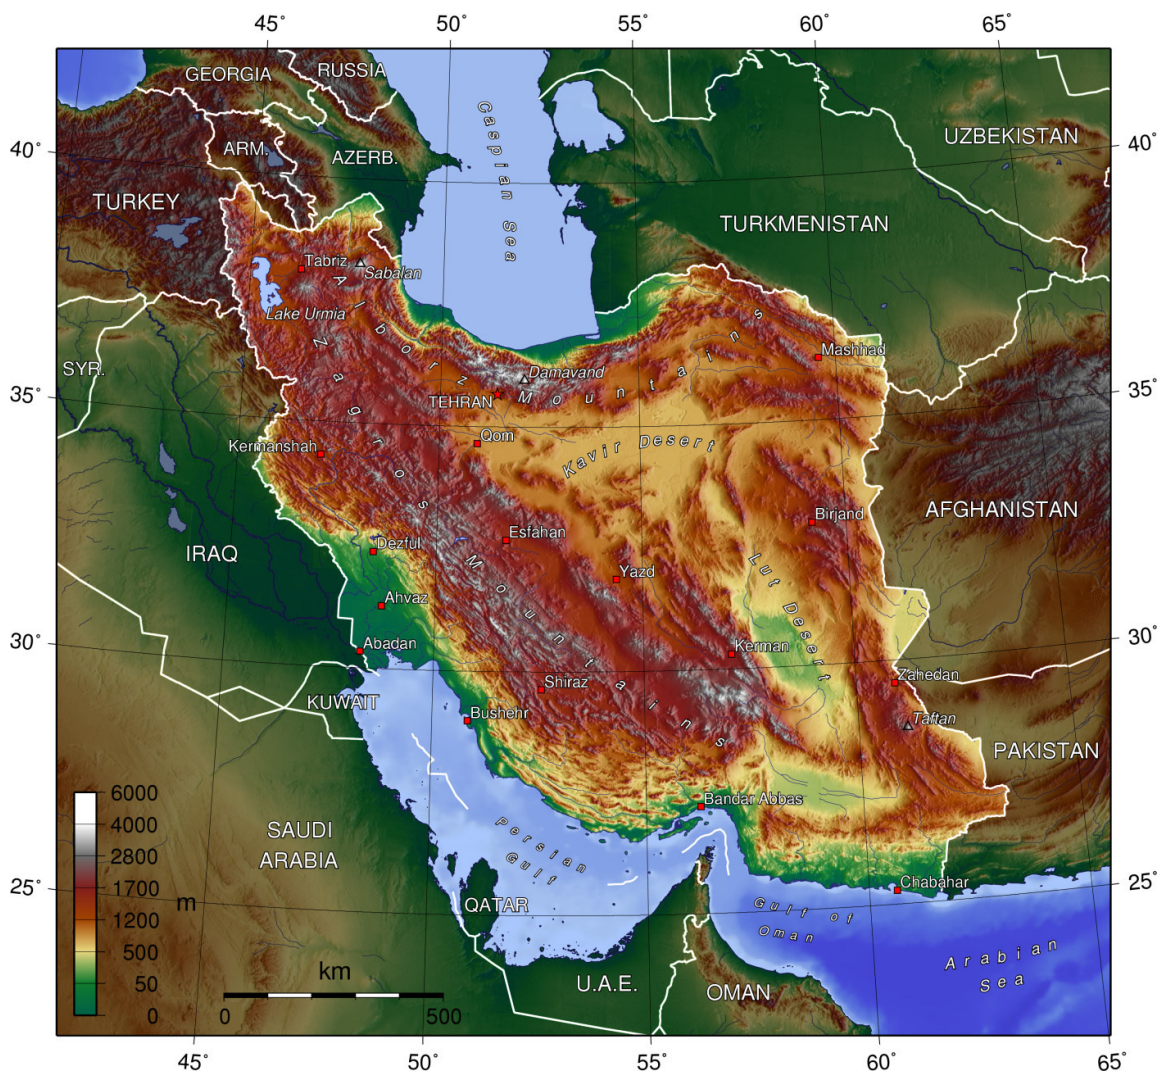 45° 50° 55° 60° 65°
GEORGIA
RUSSIA
Caspian Sea
UZBEKISTAN
40°
40°
ARM.
AZERB.
TURKEY
TURKMENISTAN
Tabriz
Sabalan
Lake Urmia
Alborz Mountains
Zagros Mountains
SYR.
Mashhad
Damavand
TEHRAN
35°
35°
Qom
Kavir Desert
Kermanshah
AFGHANISTAN
Birjand
Esfahan
IRAQ
Dezful
Yazd
Lut Desert
Ahvaz
30°
30°
Abadan
Kerman
Zahedan
KUWAIT
Shiraz
Bushehr
Taftan
PAKISTAN
6000
4000
2800
1700
1200
500
50
0
m
Bandar Abbas
SAUDI
ARABIA
Persian
Gulf
25°
25°
QATAR
Chabahar
Gulf of
Oman
Arabian
Sea
km
0 500
U.A.E.
OMAN
45° 50° 55° 60° 65°